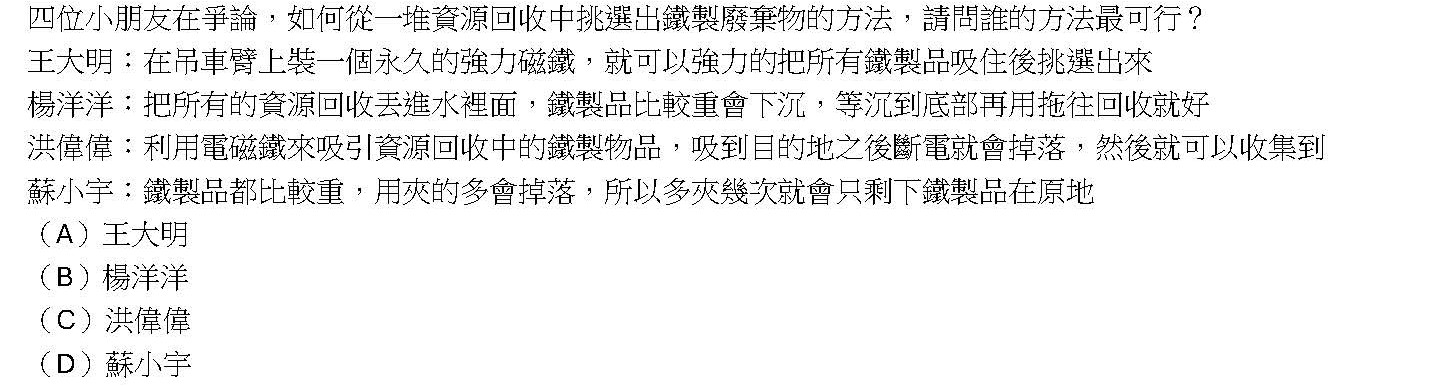 四位小朋友在爭論，如何從一堆資源回收中挑選出鐵製廢棄物的方法，請問誰的方法最可行？
王大明：在吊車臂上裝一個永久的強力磁鐵，就可以強力的把所有鐵製品吸住後挑選出來
楊洋洋：把所有的資源回收丟進水裡面，鐵製品比較重會下沉，等沉到底部再用拖往回收就好
洪偉偉：利用電磁鐵來吸引資源回收中的鐵製物品，吸到目的地之後斷電就會掉落，然後就可以收集到
蘇小宇：鐵製品都比較重，用夾的多會掉落，所以多夾幾次就會只剩下鐵製品在原地
（A）王大明
（B）楊洋洋
（C）洪偉偉
（D）蘇小宇